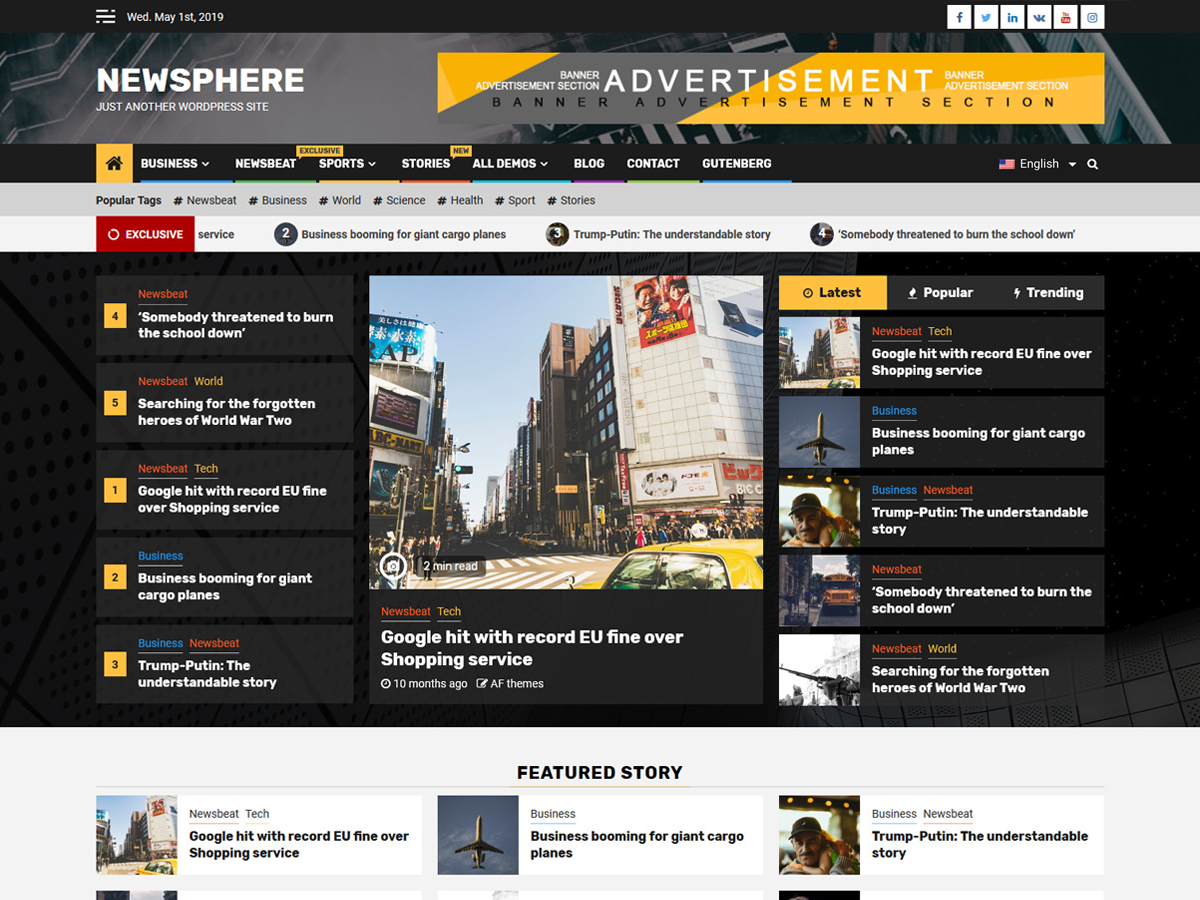 Wed. May 1st, 2019
NEWSPHERE
JUST ANOTHER WORDPRESS SITE
BANNER
ADVERTISEMENT SECTION
ADVERTISEMENT
BANNER
ADVERTISEMENT SECTION
BANNER ADVERTISEMENT SECTION
EXCLUSIVE
NEW
BUSINESS NEWSBEAT SPORTS STORIES ALL DEMOS BLOG CONTACT GUTENBERG English
Popular Tags # Newsbeat # Business # World # Science # Health # Sport # Stories
EXCLUSIVE service 2 Business booming for giant cargo planes 3 Trump-Putin: The understandable story 4 ‘Somebody threatened to burn the school down’
4
Newsbeat
‘Somebody threatened to burn
the school down’
5
Newsbeat World
Searching for the forgotten
heroes of World War Two
1
Newsbeat Tech
Google hit with record EU fine
over Shopping service
2
Business
Business booming for giant
cargo planes
3
Business Newsbeat
Trump-Putin: The
understandable story
2 min read
Newsbeat Tech
Google hit with record EU fine over
Shopping service
10 months ago AF themes
Latest Popular Trending
Newsbeat Tech
Google hit with record EU fine over
Shopping service
Business
Business booming for giant cargo
planes
Business Newsbeat
Trump-Putin: The understandable
story
Newsbeat
‘Somebody threatened to burn the
school down’
Newsbeat World
Searching for the forgotten
heroes of World War Two
FEATURED STORY
Newsbeat Tech
Google hit with record EU fine over
Shopping service
Business
Business booming for giant cargo
planes
Business Newsbeat
Trump-Putin: The understandable
story